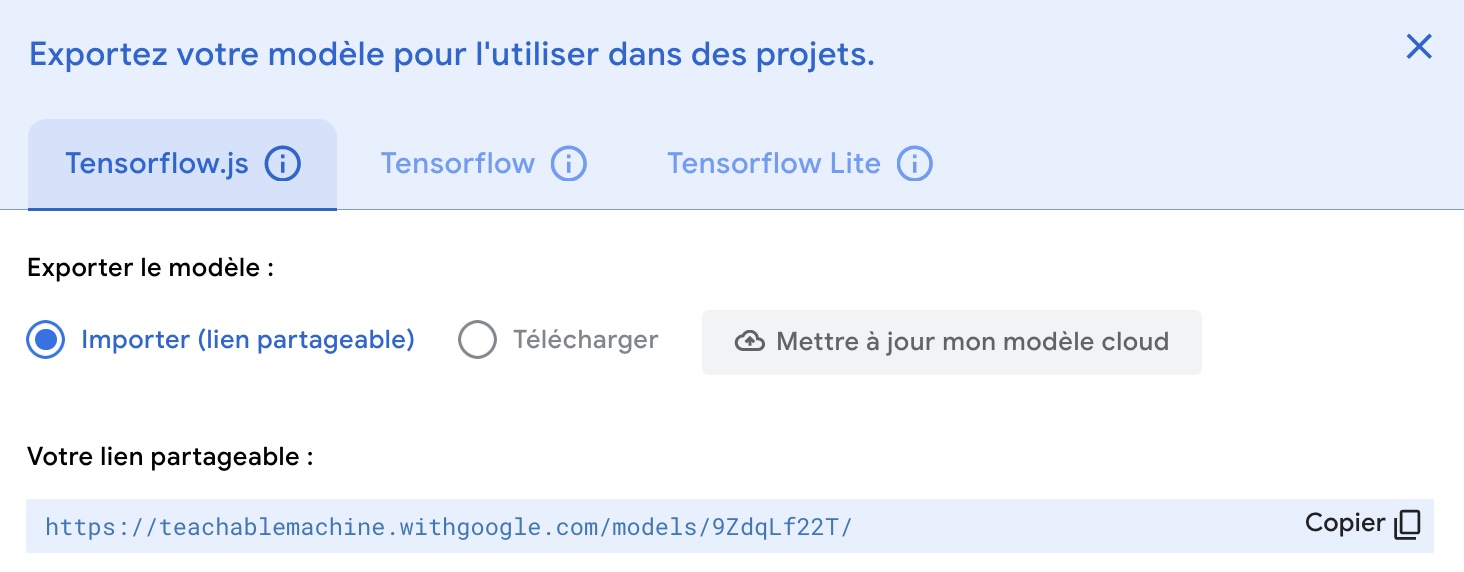 Exportez votre modèle pour l'utiliser dans des projets.
Tensorflow.js Tensorflow Tensorflow Lite
Exporter le modèle :
Importer (lien partageable) Télécharger Mettre à jour mon modèle cloud
Votre lien partageable :
https://teachablemachine.withgoogle.com/models/9ZdqLf22T/ Copier